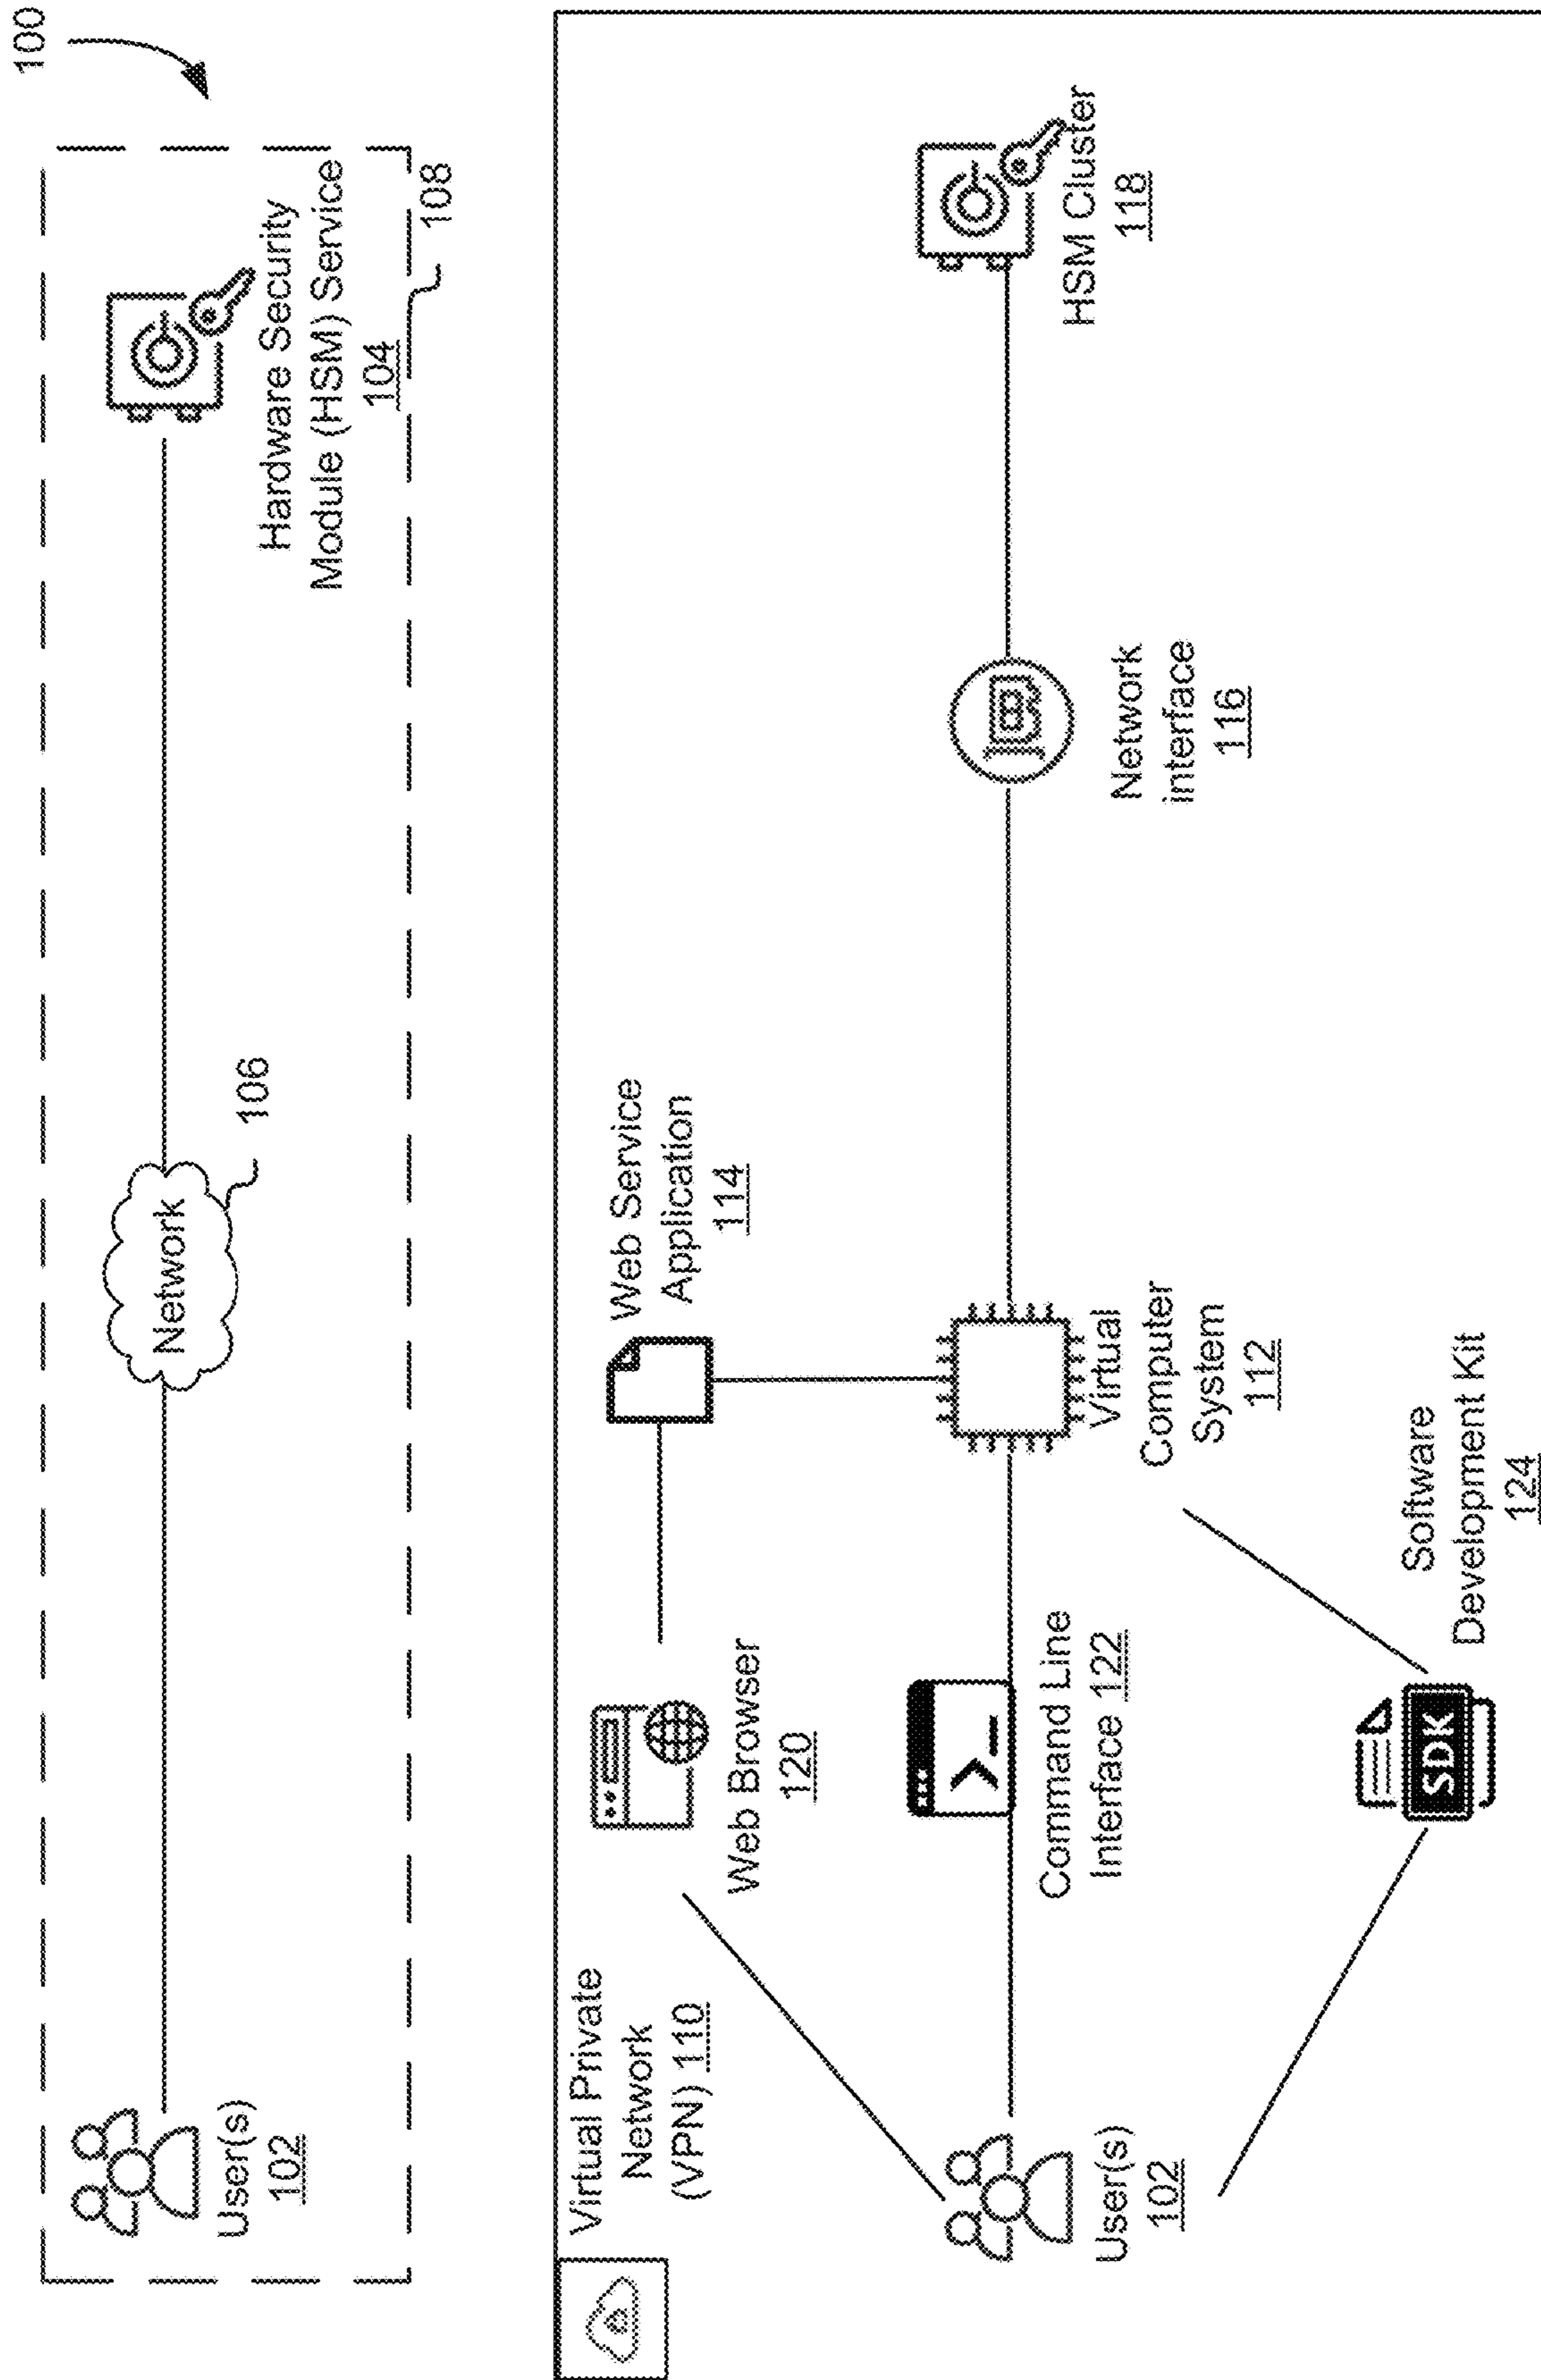 100
Network
106
User(s)
102
Hardware Security
Module (HSM) Service
104
108
Virtual Private
Network
(VPN) 110
Web Browser
120
Web Service
Application
114
User(s)
102
Command Line
Interface 122
Virtual
Computer
System
112
Network
interface
116
HSM Cluster
118
SDK
Software
Development Kit
124